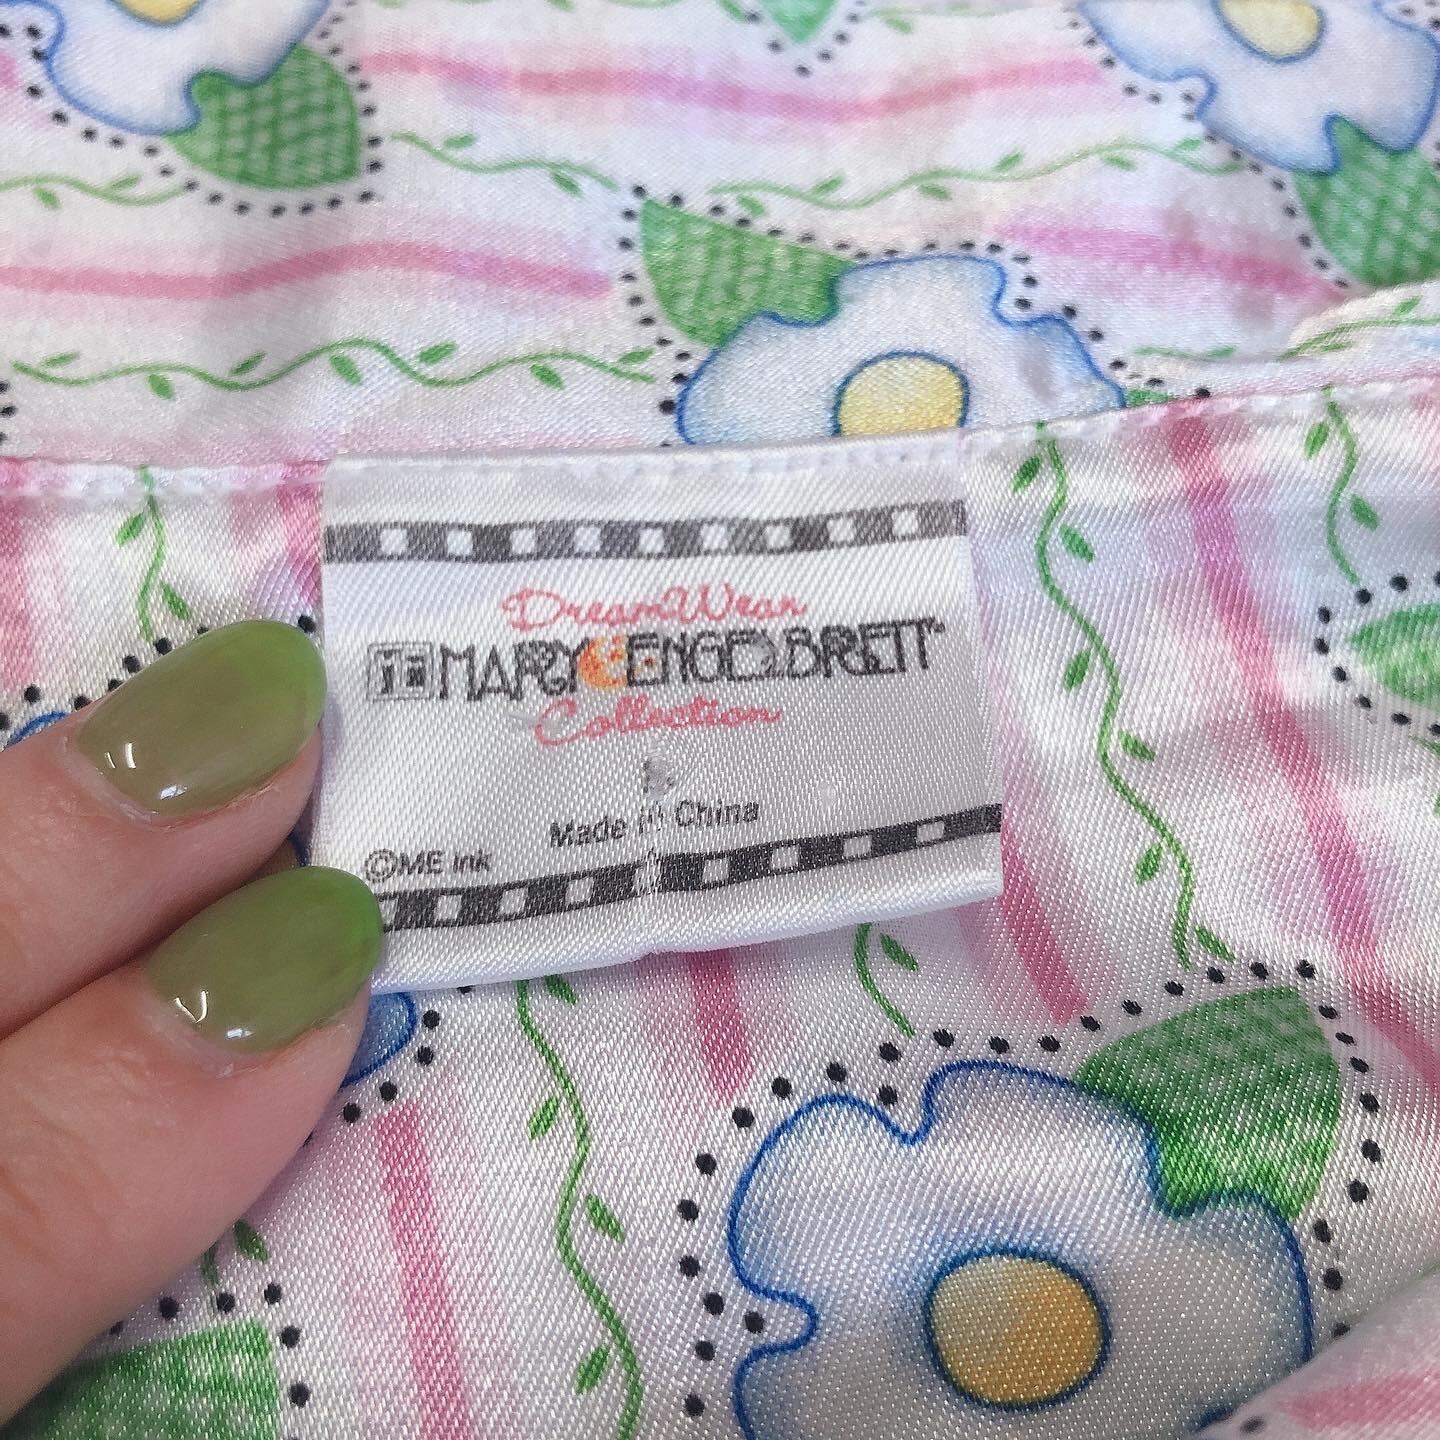 DreamWear
MARY ENGELBREIT
Collection
Made in China
©ME Ink